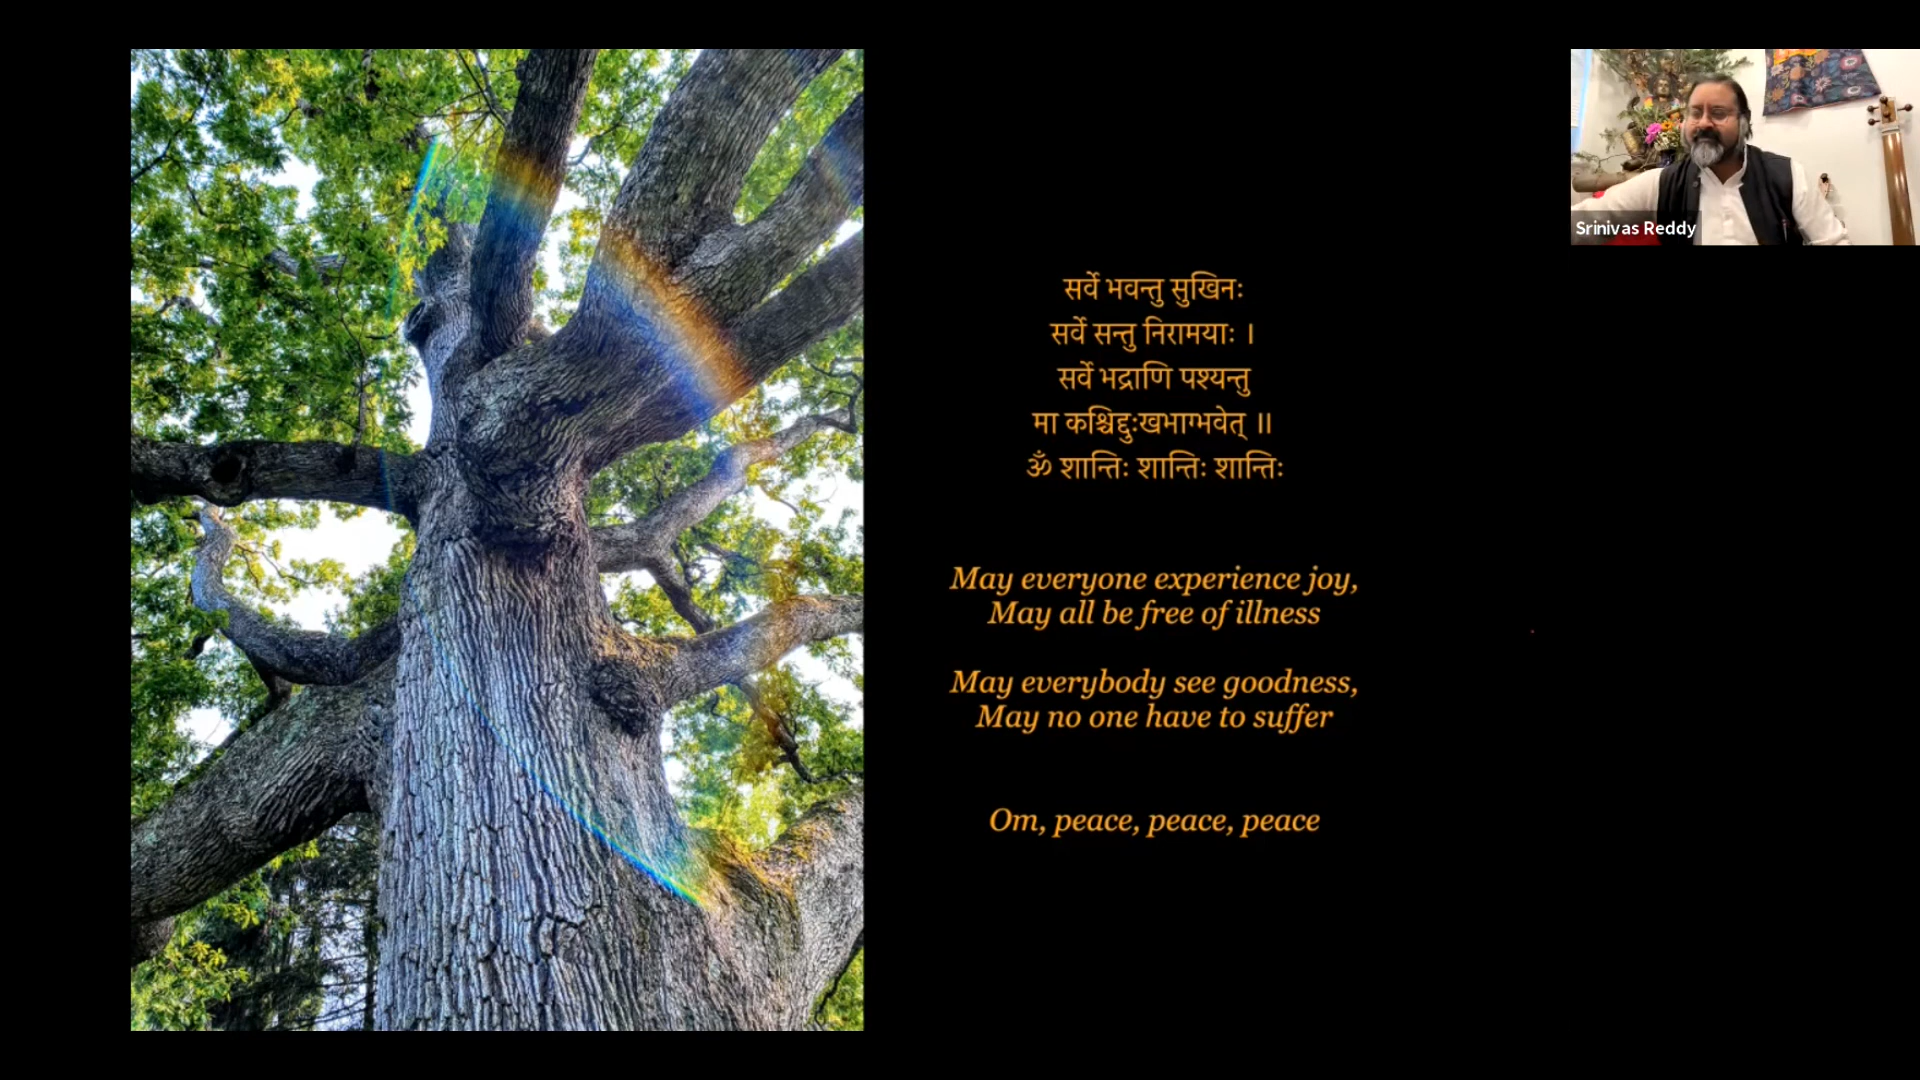 सर्वे भवन्तु सुखिनः
सर्वे सन्तु निरामयाः ।
सर्वे भद्राणि पश्यन्तु
मा कश्चिद्दुःखभाग्भवेत् ॥
ॐ शान्तिः शान्तिः शान्तिः
May everyone experience joy,
May all be free of illness
May everybody see goodness,
May no one have to suffer
Om, peace, peace, peace
Srinivas Reddy